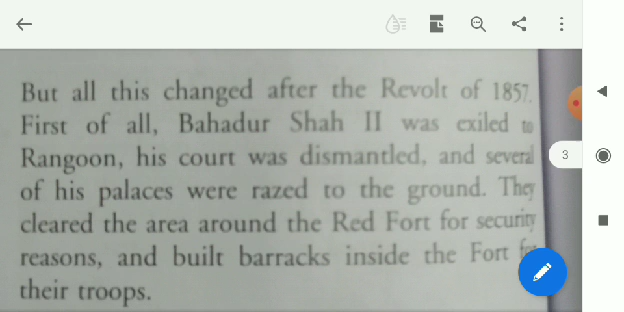 But all this changed after the Revolt of 1857.
First of all, Bahadur Shah II was exiled to
Rangoon, his court was dismantled, and several
of his palaces were razed to the ground. They
cleared the area around the Red Fort for security
reasons, and built barracks inside the Fort for
their troops.
3